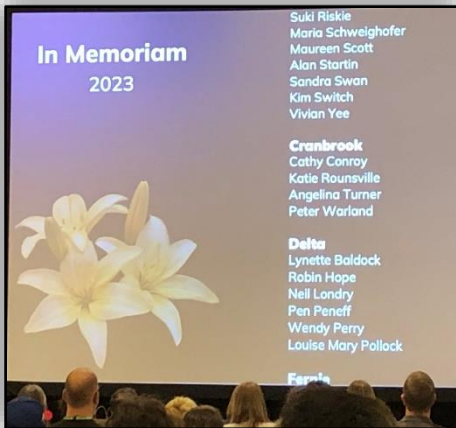 In Memoriam
2023
Suki Riskie
Maria Schweighofer
Maureen Scott
Alan Startin
Sandra Swan
Kim Switch
Vivian Yee
Cranbrook
Cathy Conroy
Katie Rounsville
Angelina Turner
Peter Warland
Delta
Lynette Baldock
Robin Hope
Neil Londry
Pen Peneff
Wendy Perry
Louise Mary Pollock
Fernie